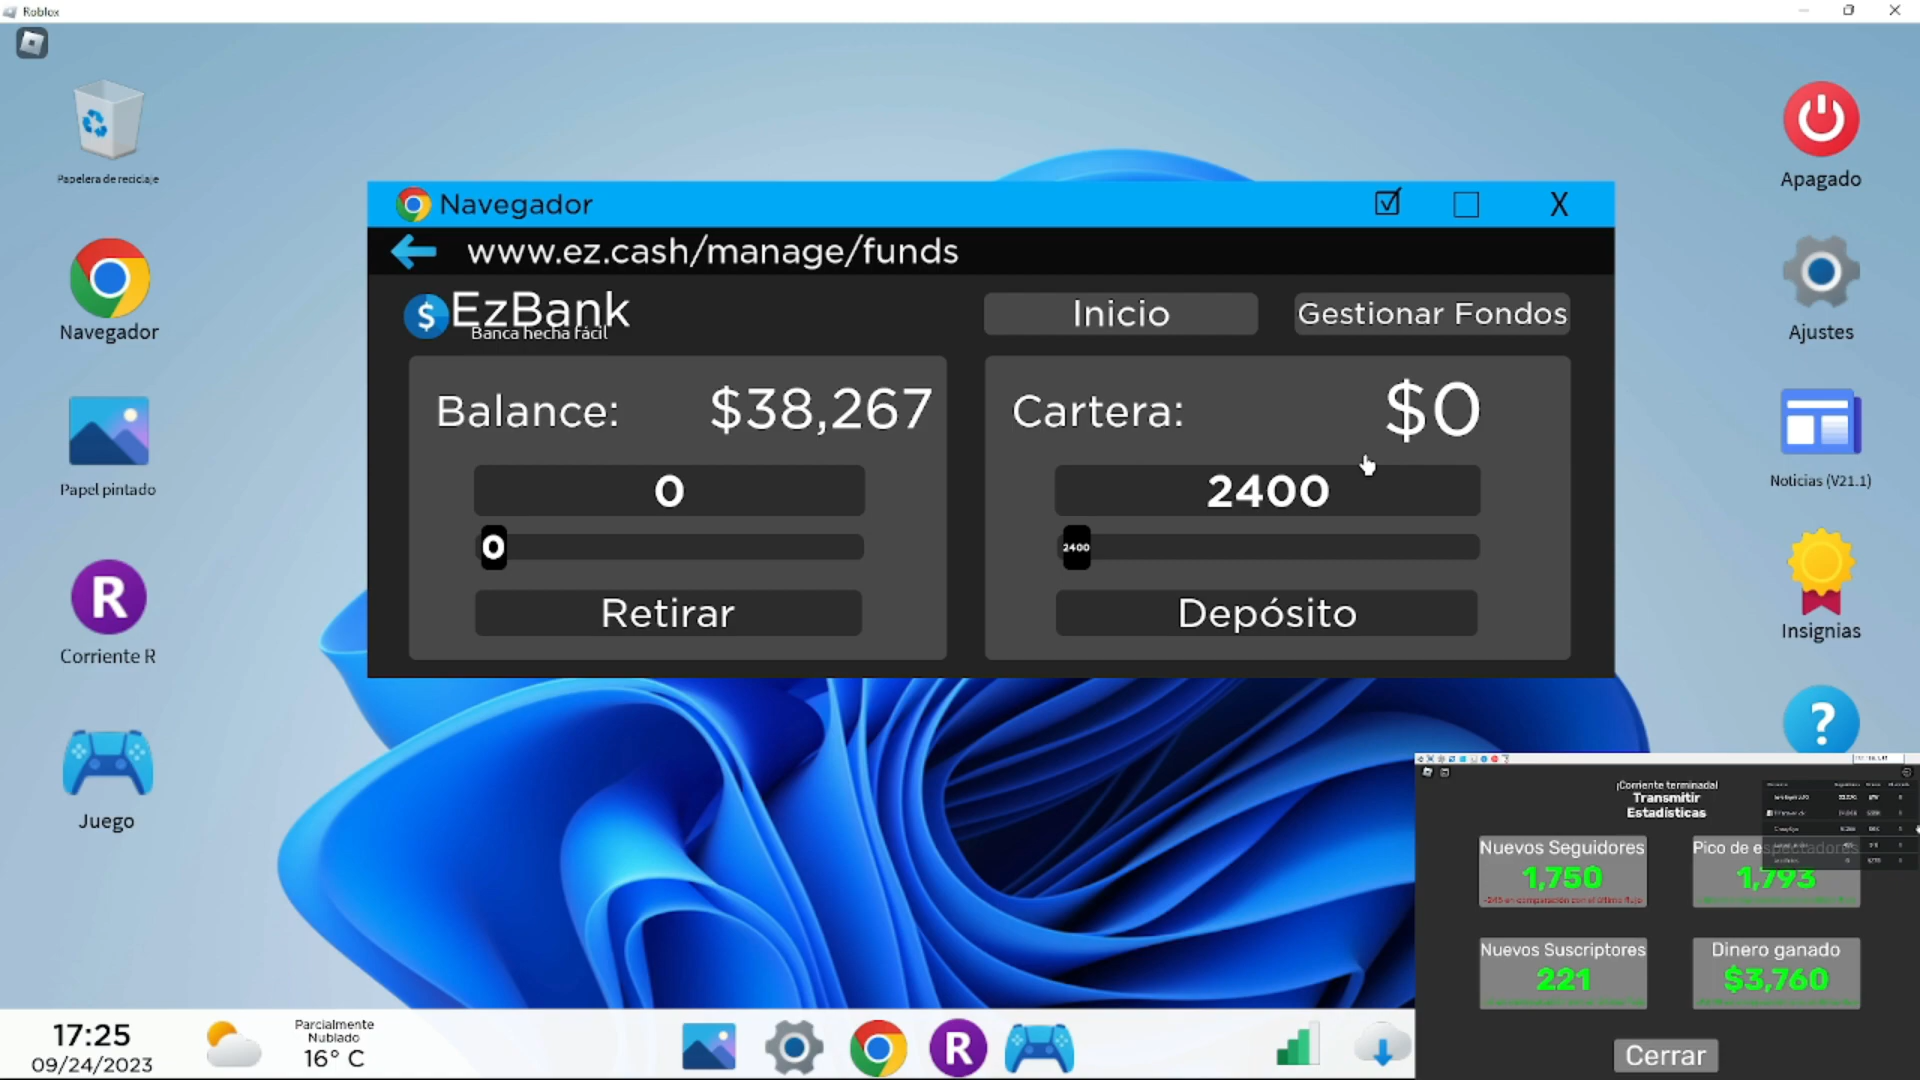 Roblox
Papelera de reciclaje
Navegador
Papel pintado
Corriente R
Juego
Apagado
Ajustes
Noticias (V21.1)
Insignias
?
Navegador
X
www.ez.cash/manage/funds
$ EzBank
Banca hecha fácil
Inicio
Gestionar Fondos
Balance: $38,267
0
0
Retirar
Cartera: $0
2400
2400
Depósito
¡Corriente terminada!
Transmitir
Estadísticas
Nuevos Seguidores
1,750
Pico de espectadores
1,793
Nuevos Suscriptores
221
Dinero ganado
$3,760
Cerrar
17:25
09/24/2023
Parcialmente
Nublado
16° C
R
R